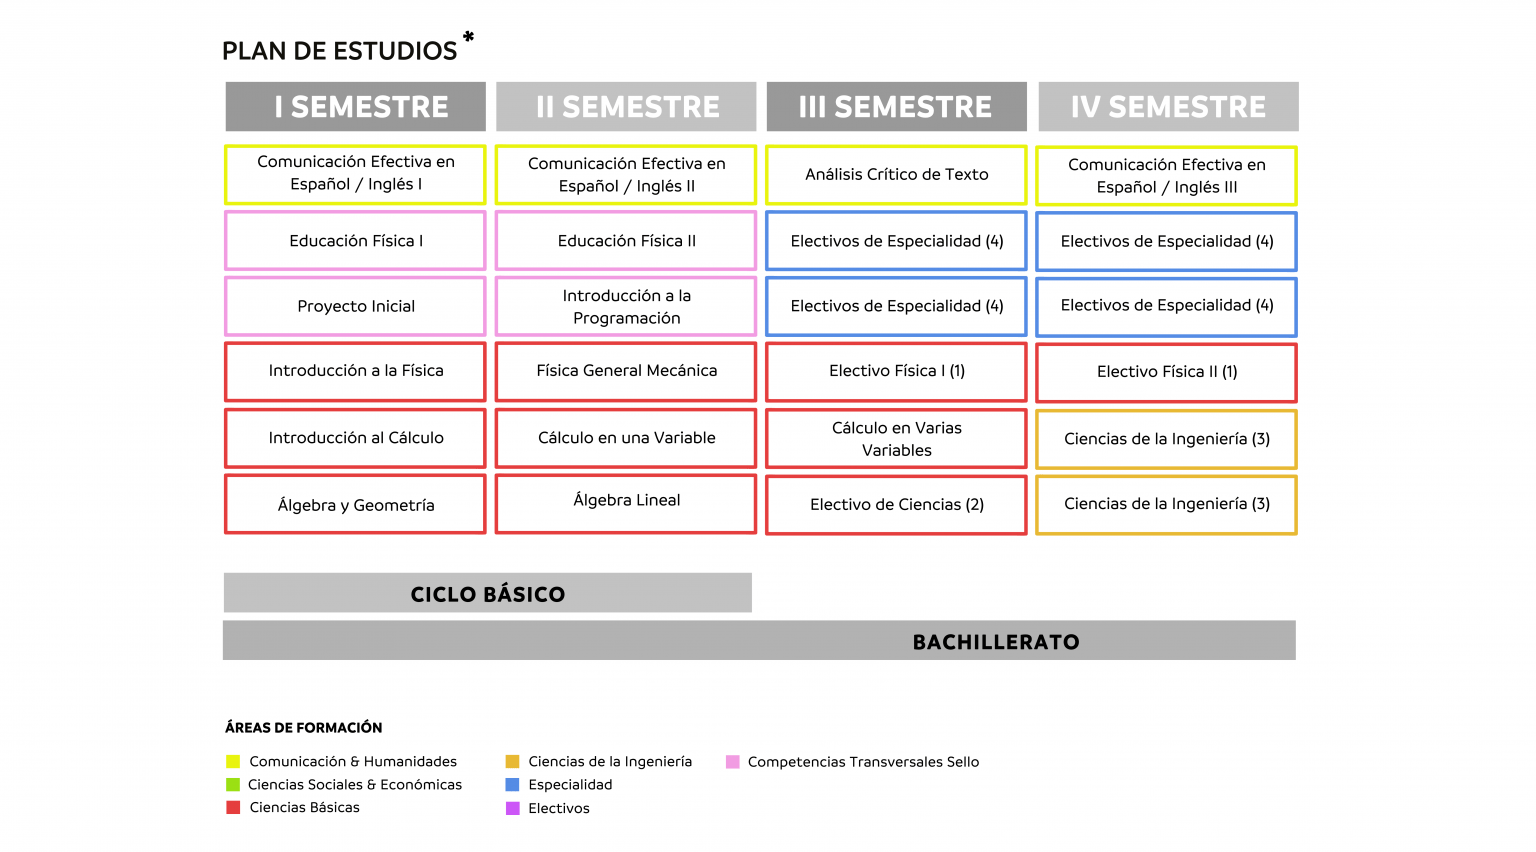 PLAN DE ESTUDIOS*
I SEMESTRE
II SEMESTRE
III SEMESTRE
IV SEMESTRE
Comunicación Efectiva en
Español / Inglés I
Comunicación Efectiva en
Español / Inglés II
Análisis Crítico de Texto
Comunicación Efectiva en
Español / Inglés III
Educación Física I
Educación Física II
Electivos de Especialidad (4)
Electivos de Especialidad (4)
Proyecto Inicial
Introducción a la
Programación
Electivos de Especialidad (4)
Electivos de Especialidad (4)
Introducción a la Física
Física General Mecánica
Electivo Física I (1)
Electivo Física II (1)
Introducción al Cálculo
Cálculo en una Variable
Cálculo en Varias
Variables
Ciencias de la Ingeniería (3)
Álgebra y Geometría
Álgebra Lineal
Electivo de Ciencias (2)
Ciencias de la Ingeniería (3)
CICLO BÁSICO
BACHILLERATO
ÁREAS DE FORMACIÓN
Comunicación & Humanidades
Ciencias Sociales & Económicas
Ciencias Básicas
Ciencias de la Ingeniería
Especialidad
Electivos
Competencias Transversales Sello